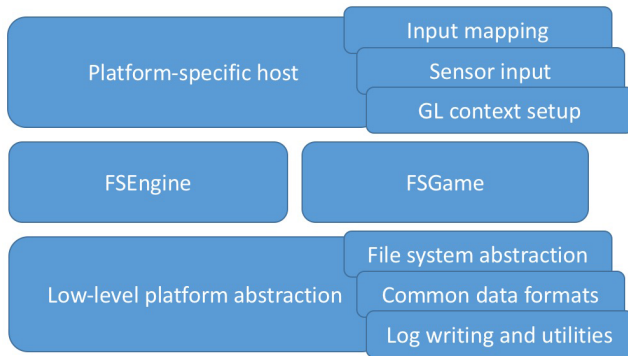 Input mapping
Platform-specific host
Sensor input
GL context setup
FSEngine
FSGame
File system abstraction
Low-level platform abstraction
Common data formats
Log writing and utilities